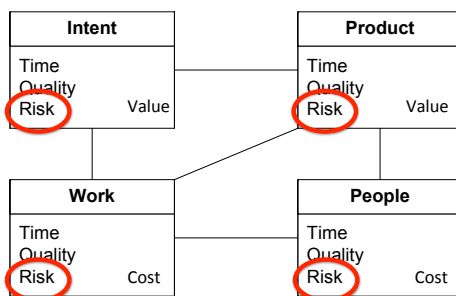 Intent
Time
Quality
Risk Value
Product
Time
Quality
Risk Value
Work
Time
Quality
Risk Cost
People
Time
Quality
Risk Cost